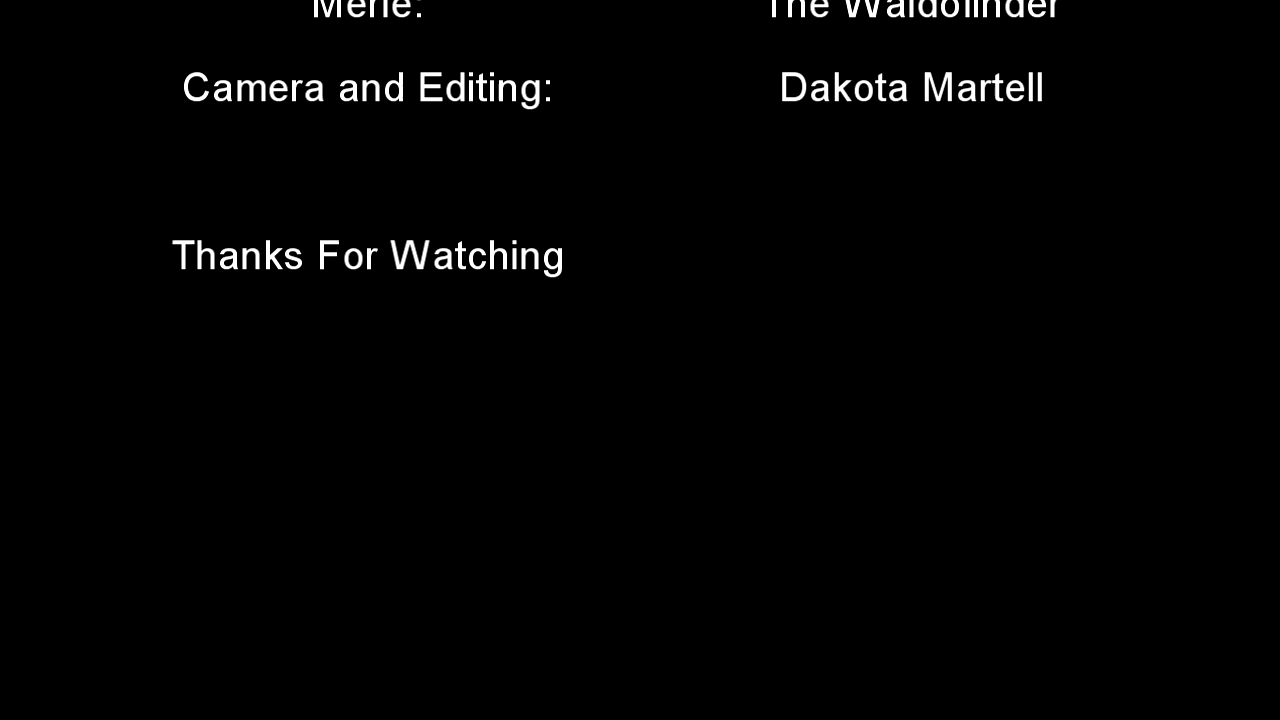 Merle: The Waldofinder
Camera and Editing: Dakota Martell
Thanks For Watching